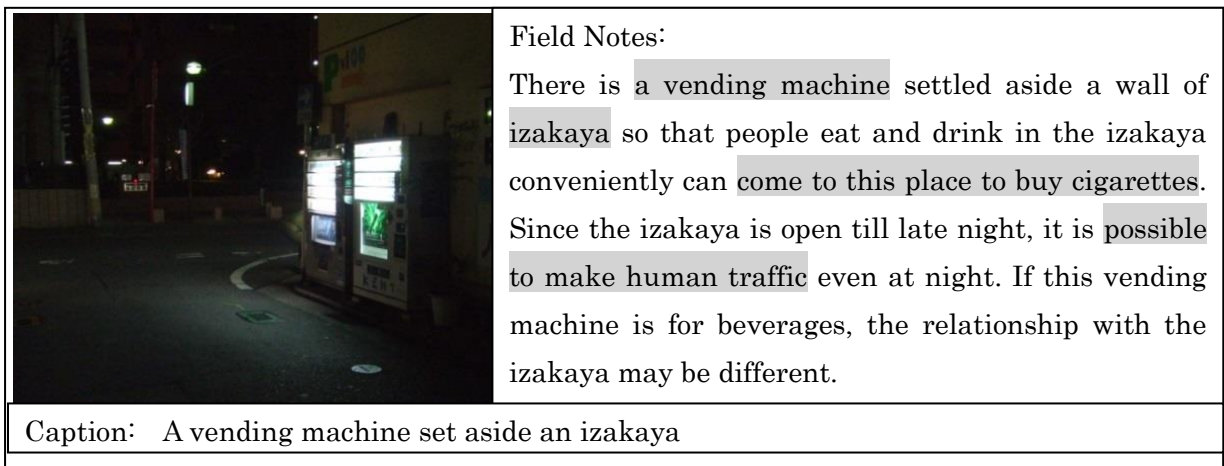 P ¥100
KENT
Field Notes:
There is a vending machine settled aside a wall of
izakaya so that people eat and drink in the izakaya
conveniently can come to this place to buy cigarettes.
Since the izakaya is open till late night, it is possible
to make human traffic even at night. If this vending
machine is for beverages, the relationship with the
izakaya may be different.
Caption: A vending machine set aside an izakaya